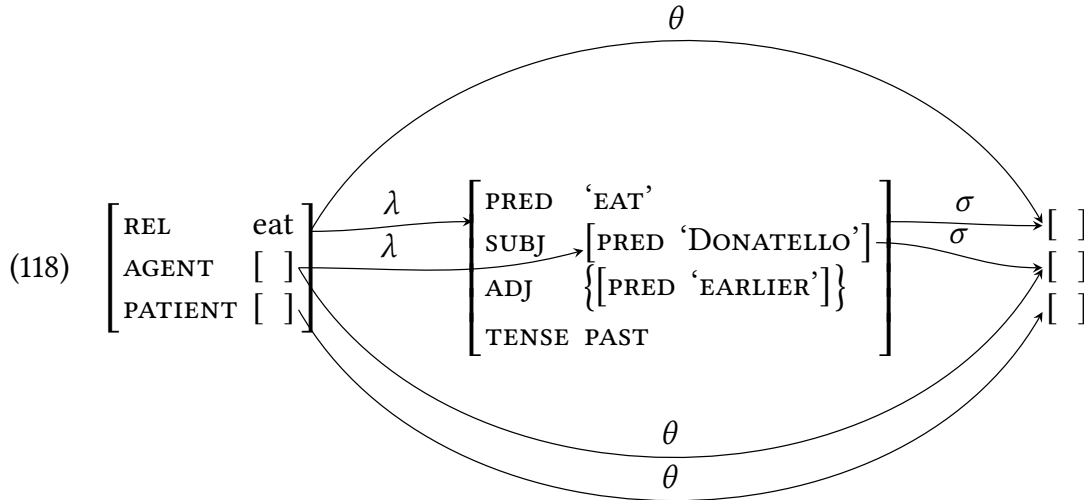 θ
(118)
[REL eat
AGENT [ ]
PATIENT [ ]]
λ
λ
[PRED ‘EAT’
SUBJ [PRED ‘DONATELLO’]
ADJ {[PRED ‘EARLIER’]}
TENSE PAST]
σ
σ
[ ]
[ ]
[ ]
θ
θ